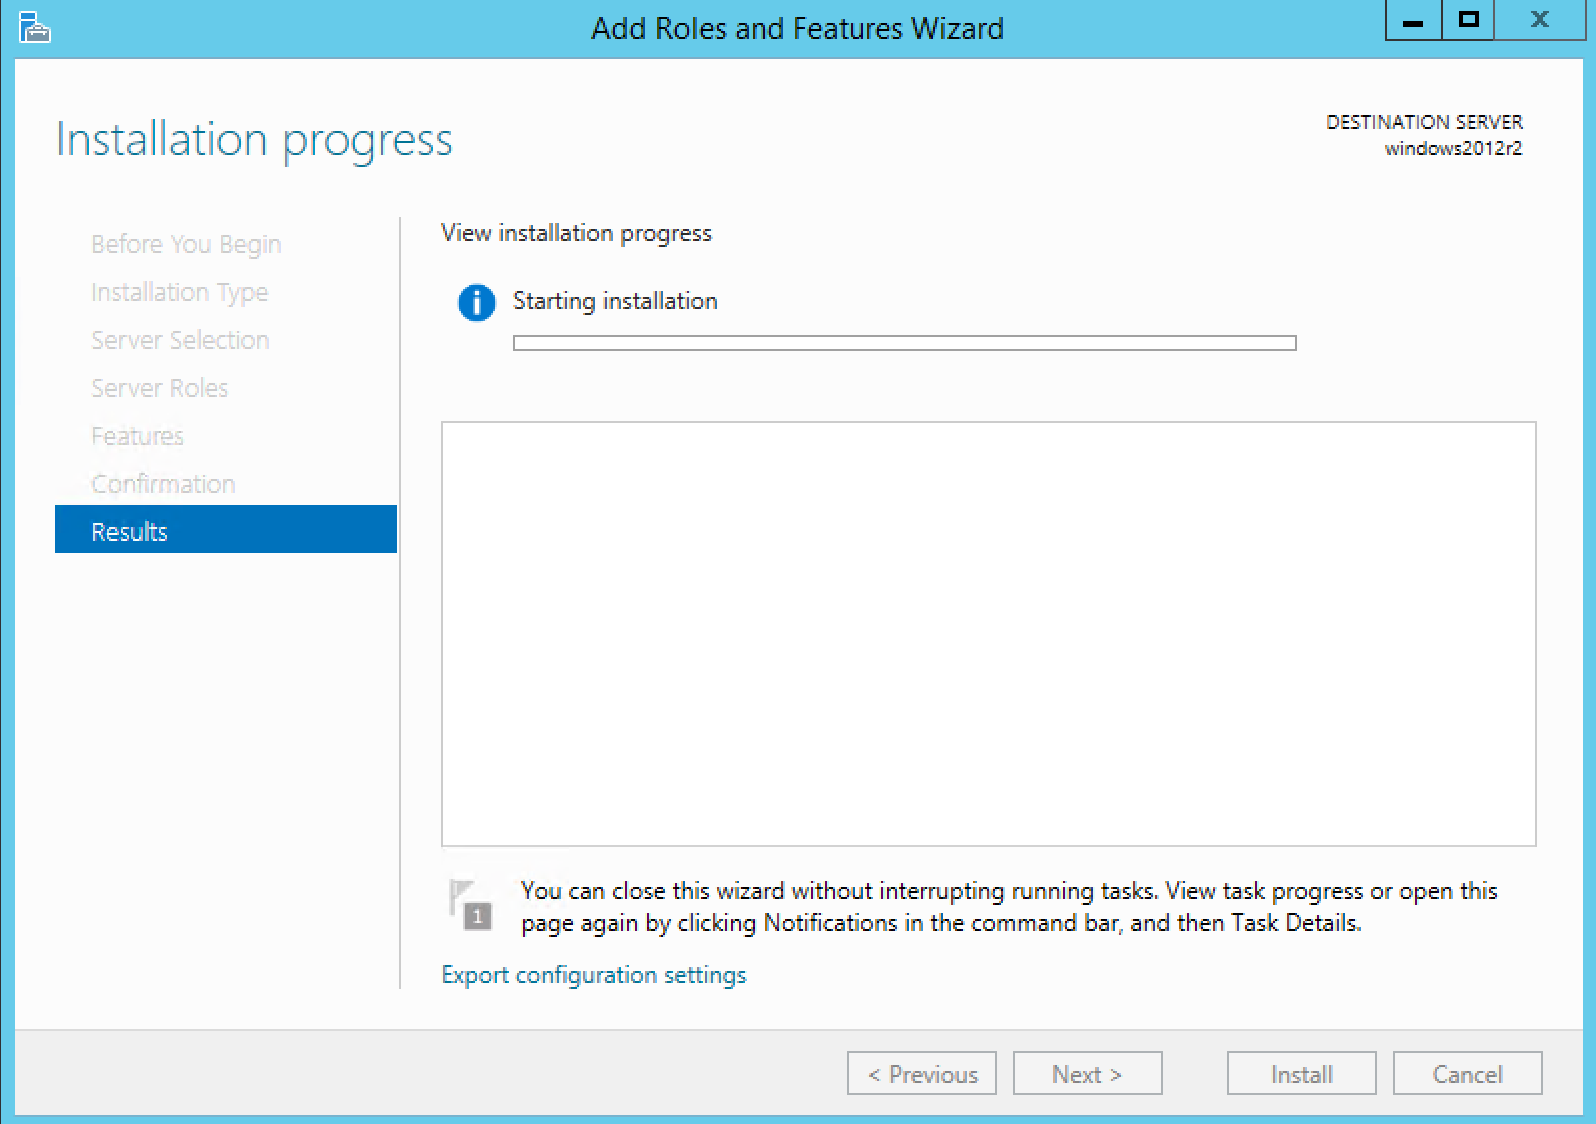 Add Roles and Features Wizard
Installation progress
DESTINATION SERVER
windows2012r2
Before You Begin
Installation Type
Server Selection
Server Roles
Features
Confirmation
Results
View installation progress
Starting installation
1
You can close this wizard without interrupting running tasks. View task progress or open this
page again by clicking Notifications in the command bar, and then Task Details.
Export configuration settings
< Previous
Next >
Install
Cancel